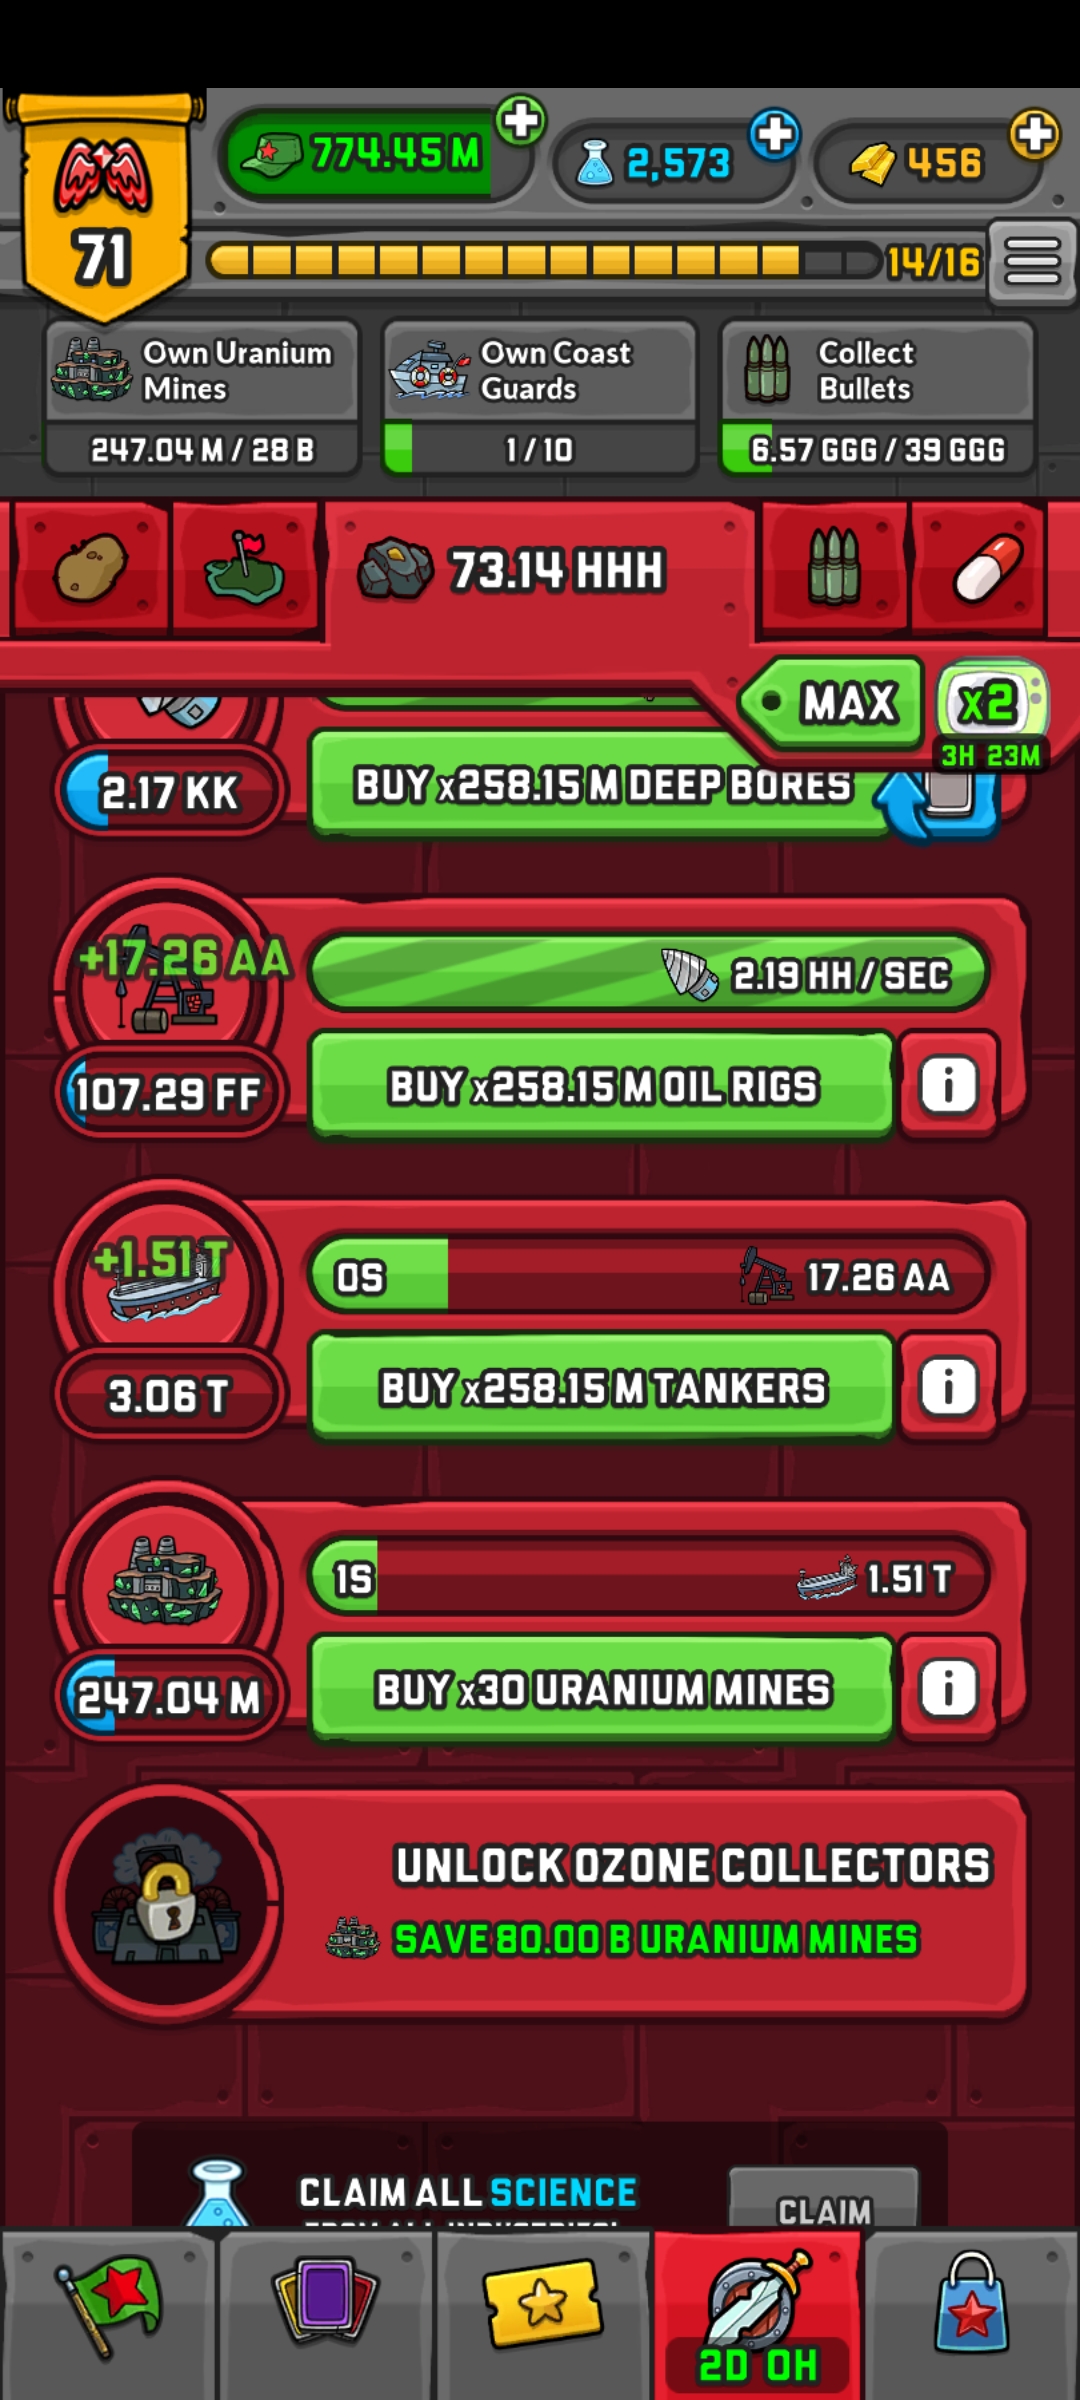 774.45 M
2,573
456
71
14/16
Own Uranium
Mines
247.04 M / 28 B
Own Coast
Guards
1 / 10
Collect
Bullets
6.57 GGG / 39 GGG
73.14 HHH
MAX
x2
3H 23M
2.17 KK
BUY x258.15 M DEEP BORES
+17.26 AA
2.19 HH / SEC
107.29 FF
BUY x258.15 M OIL RIGS
i
+1.51 T
0S
17.26 AA
3.06 T
BUY x258.15 M TANKERS
i
1S
1.51 T
247.04 M
BUY x30 URANIUM MINES
i
UNLOCK OZONE COLLECTORS
SAVE 80.00 B URANIUM MINES
CLAIM ALL SCIENCE
FROM ALL INDUSTRIES!
CLAIM
2D 0H